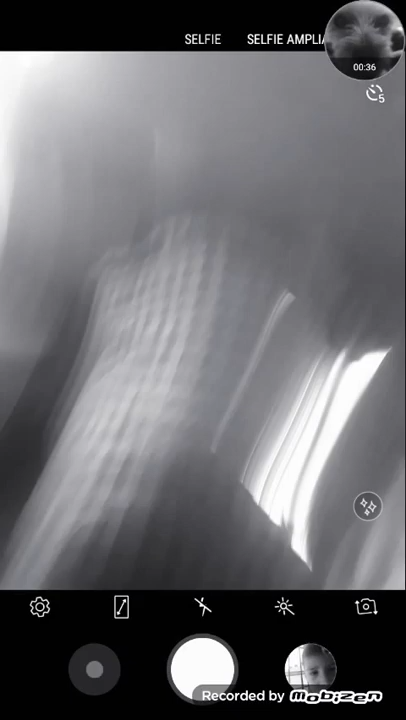 SELFIE
SELFIE AMPLIA
00:36
5
Recorded by MOBIZEN